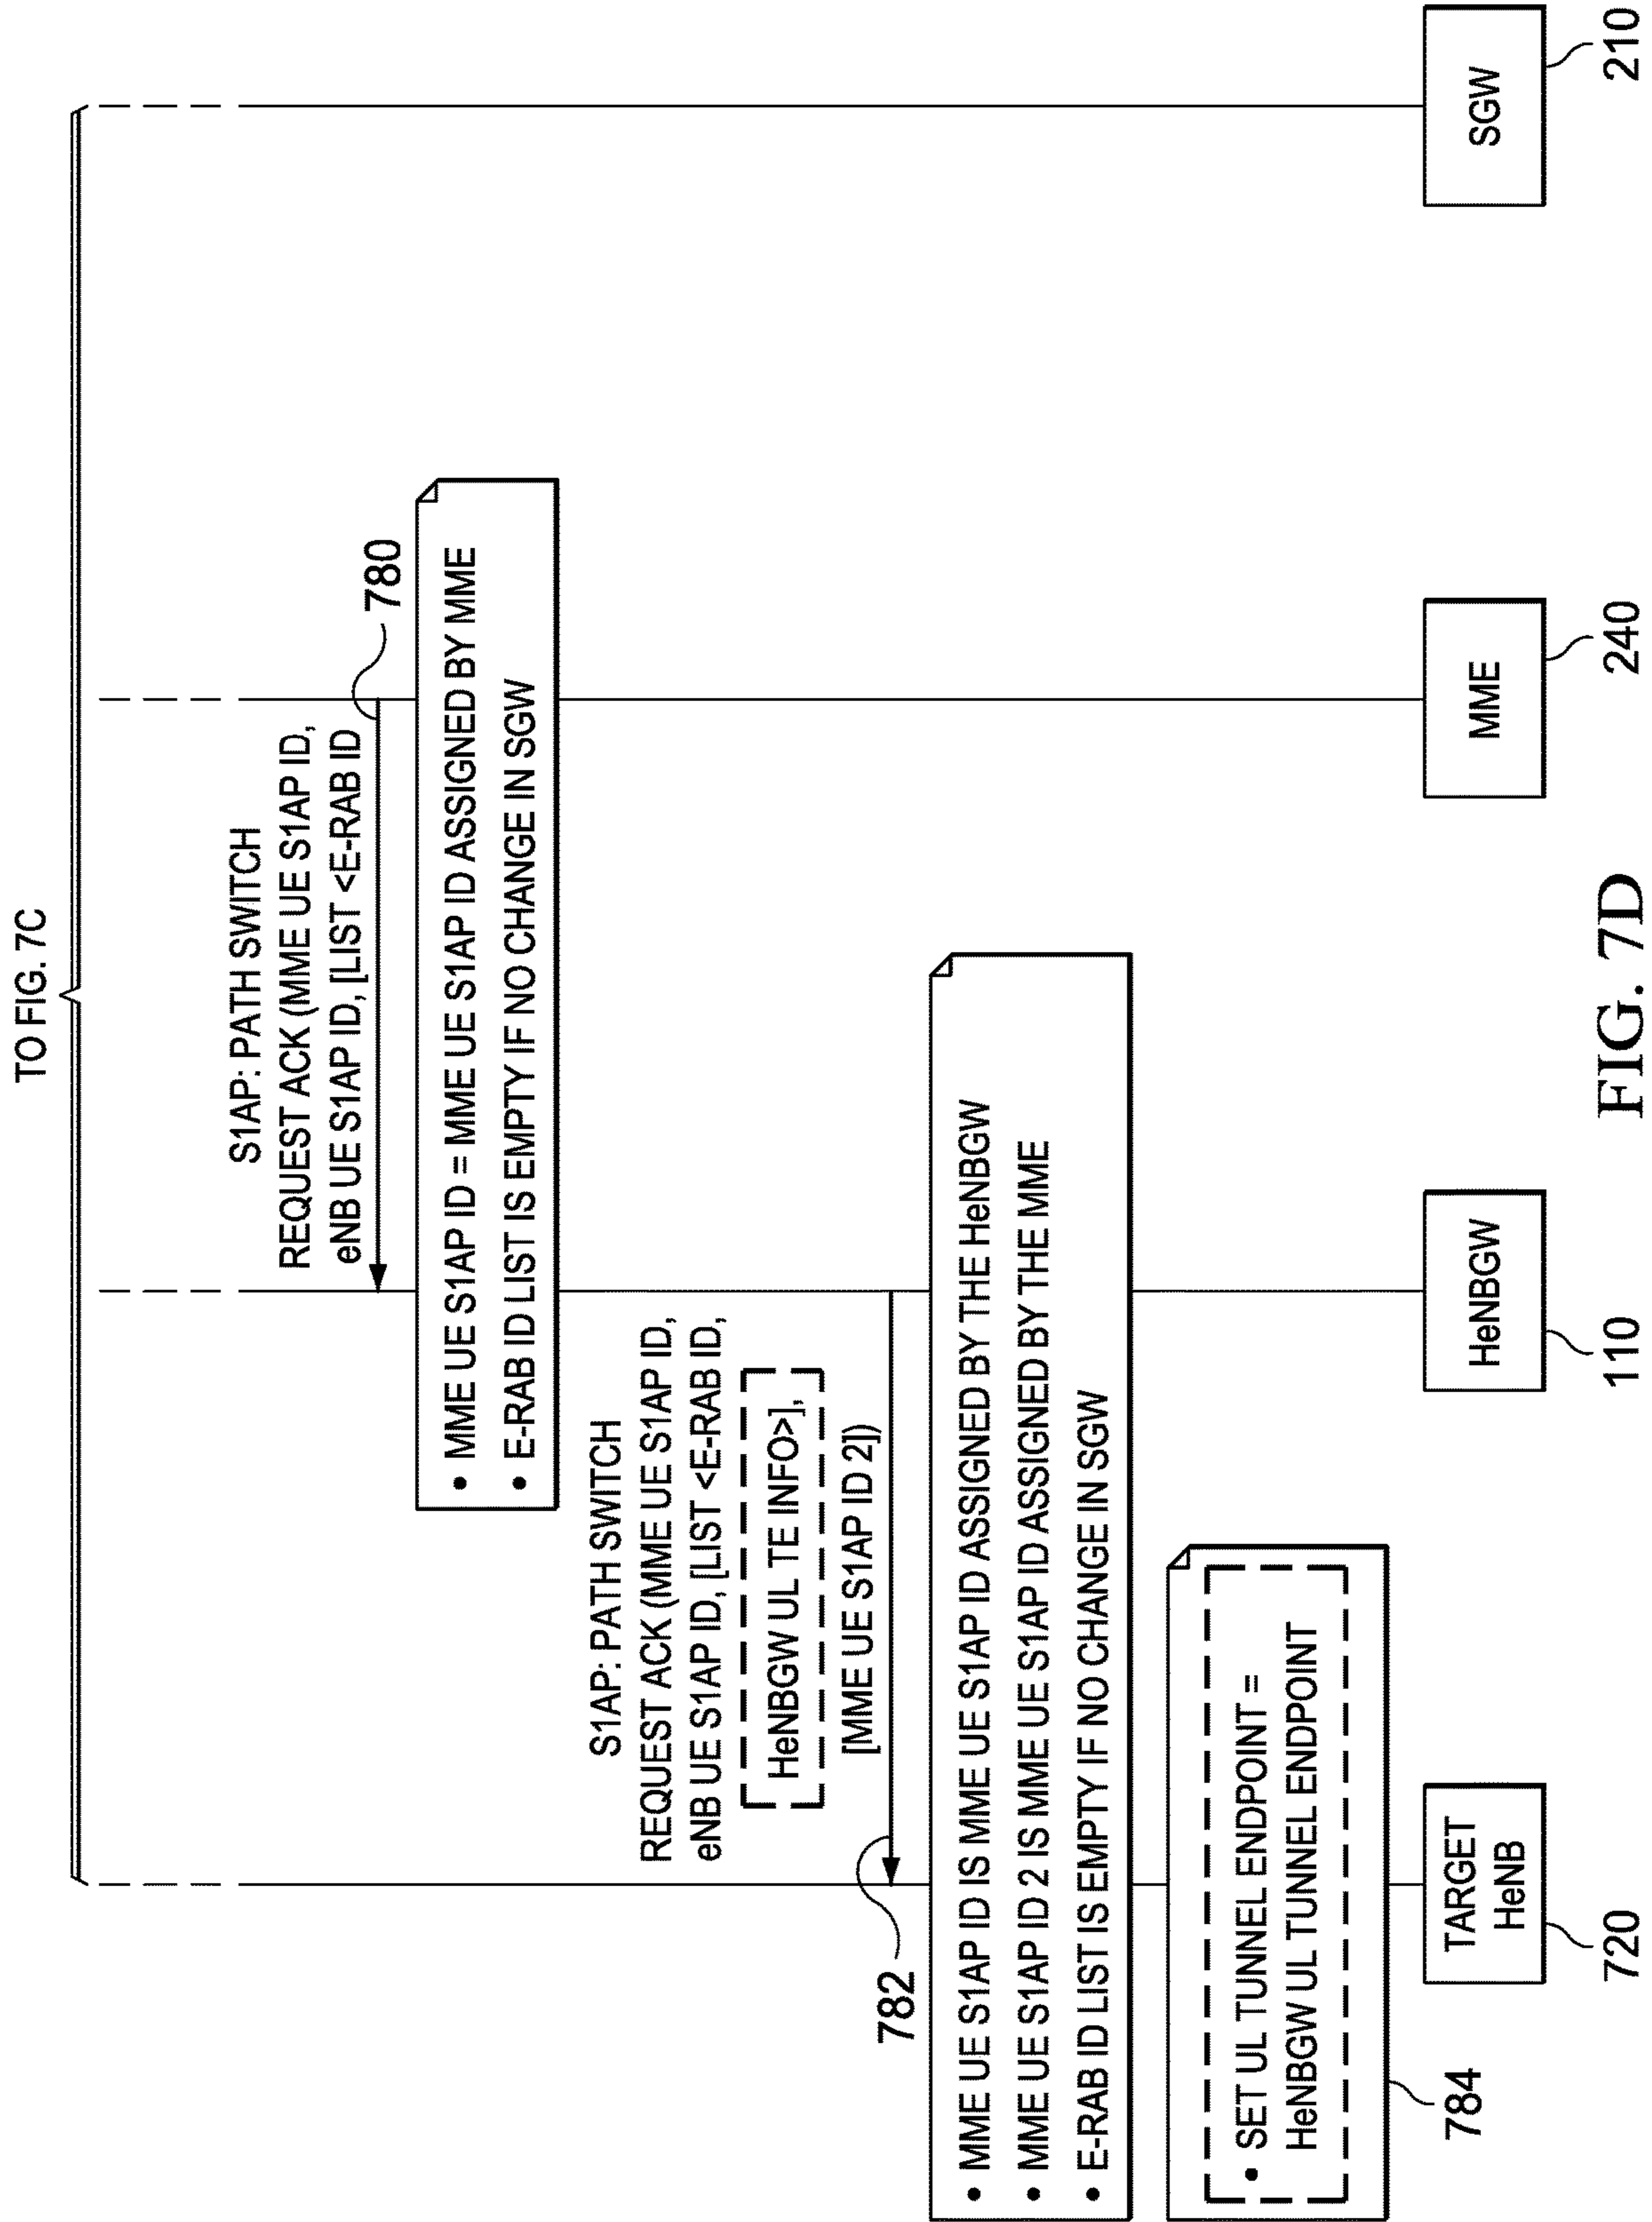 TO FIG. 7C
S1AP: PATH SWITCH
REQUEST ACK (MME UE S1AP ID,
eNB UE S1AP ID, [LIST <E-RAB ID
780
• MME UE S1AP ID = MME UE S1AP ID ASSIGNED BY MME
• E-RAB ID LIST IS EMPTY IF NO CHANGE IN SGW
S1AP: PATH SWITCH
REQUEST ACK (MME UE S1AP ID,
eNB UE S1AP ID, [LIST <E-RAB ID,
HeNBGW UL TE INFO>],
[MME UE S1AP ID 2])
782
• MME UE S1AP ID IS MME UE S1AP ID ASSIGNED BY THE HeNBGW
• MME UE S1AP ID 2 IS MME UE S1AP ID ASSIGNED BY THE MME
• E-RAB ID LIST IS EMPTY IF NO CHANGE IN SGW
• SET UL TUNNEL ENDPOINT =
HeNBGW UL TUNNEL ENDPOINT
784
TARGET
HeNB
720
HeNBGW
110
MME
240
SGW
210
FIG. 7D